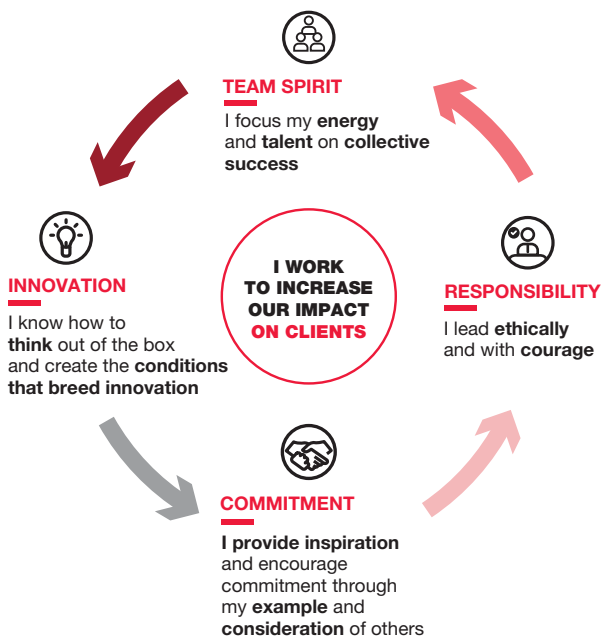 TEAM SPIRIT
I focus my energy
and talent on collective
success
INNOVATION
I know how to
think out of the box
and create the conditions
that breed innovation
I WORK
TO INCREASE
OUR IMPACT
ON CLIENTS
RESPONSIBILITY
I lead ethically
and with courage
COMMITMENT
I provide inspiration
and encourage
commitment through
my example and
consideration of others